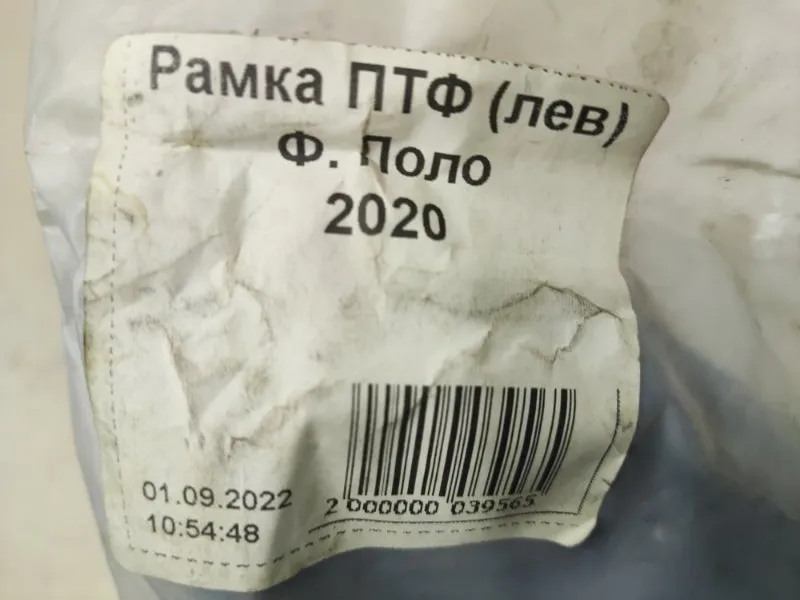 Рамка ПТФ (лев)
Ф. Поло
2020
01.09.2022
10:54:48
2 000000 039565